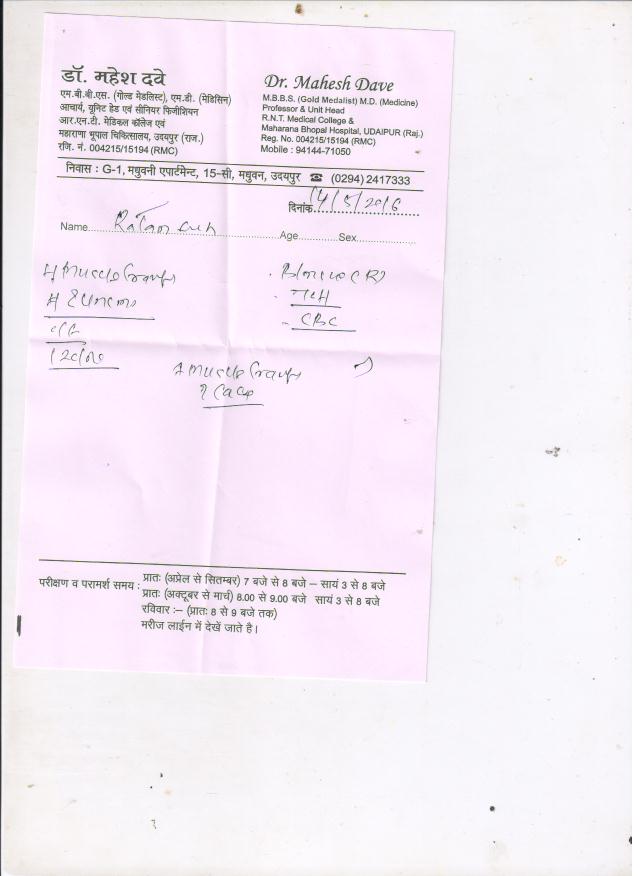 डॉ. महेश दवे
एम.बी.बी.एस. (गोल्ड मेडलिस्ट), एम.डी. (मेडिसिन)
आचार्य, यूनिट हेड एवं सीनियर फिजीशियन
आर.एन.टी. मेडिकल कॉलेज एवं
महाराणा भूपाल चिकित्सालय, उदयपुर (राज.)
रजि. नं. 004215/15194 (RMC)
Dr. Mahesh Dave
M.B.B.S. (Gold Medalist) M.D. (Medicine)
Professor & Unit Head
R.N.T. Medical College &
Maharana Bhopal Hospital, UDAIPUR (Raj.)
Reg. No. 004215/15194 (RMC)
Mobile : 94144-71050
निवास : G-1, मधुवनी एपार्टमेन्ट, 15-सी, मधुवन, उदयपुर ☎ (0294) 2417333
दिनांक 14/5/2016
Name Ratan Age Sex
CBC
परीक्षण व परामर्श समय : प्रातः (अप्रेल से सितम्बर) 7 बजे से 8 बजे – सायं 3 से 8 बजे
प्रातः (अक्टूबर से मार्च) 8.00 से 9.00 बजे सायं 3 से 8 बजे
रविवार :– (प्रातः 8 से 9 बजे तक)
मरीज लाईन में देखें जाते है।